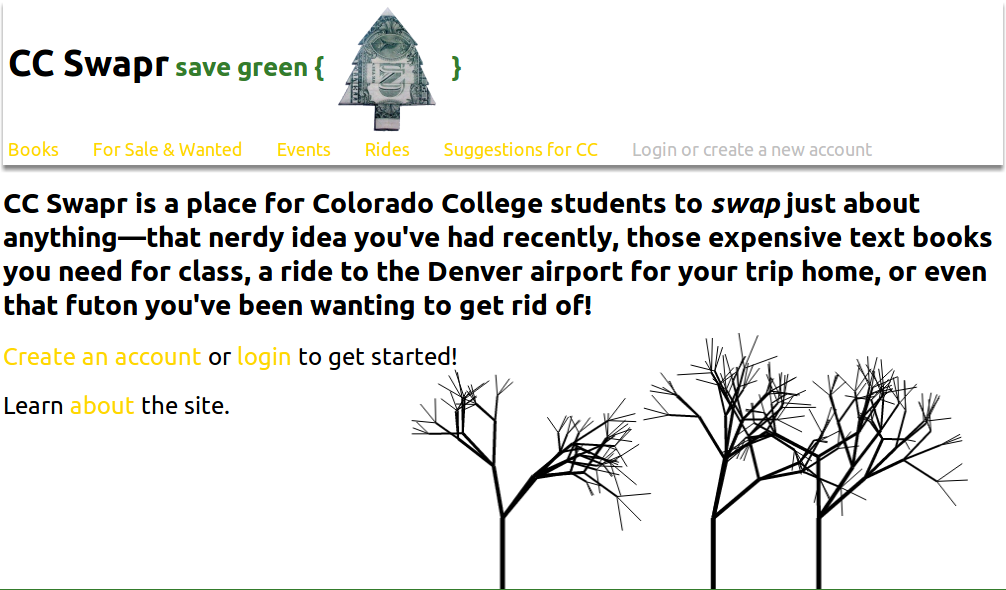 CC Swapr save green { }
Books For Sale & Wanted Events Rides Suggestions for CC Login or create a new account
CC Swapr is a place for Colorado College students to swap just about
anything—that nerdy idea you've had recently, those expensive text books
you need for class, a ride to the Denver airport for your trip home, or even
that futon you've been wanting to get rid of!
Create an account or login to get started!
Learn about the site.